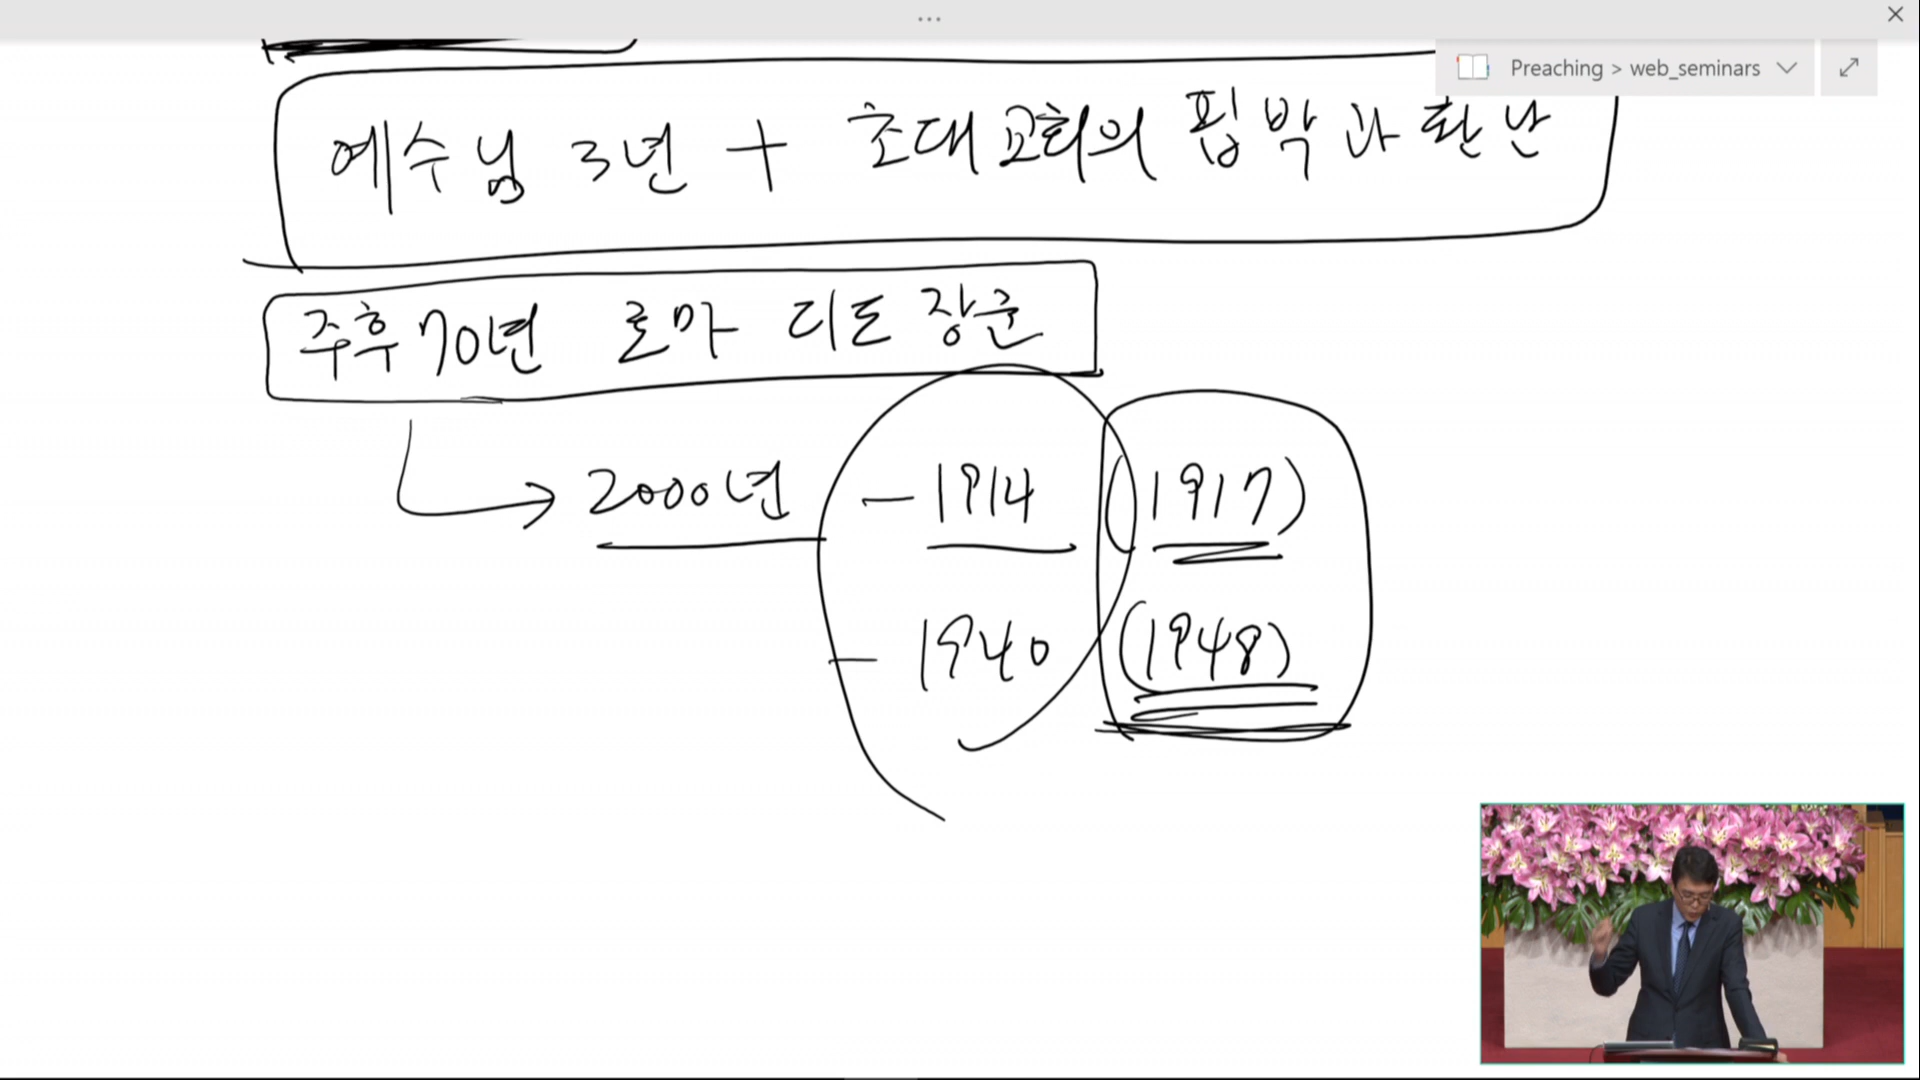 Preaching > web_seminars
예수님 3년 + 초대교회의 핍박과 환난
주후 70년 로마 디도 장군
2000년 - 1914 (1917)
- 1940 (1948)